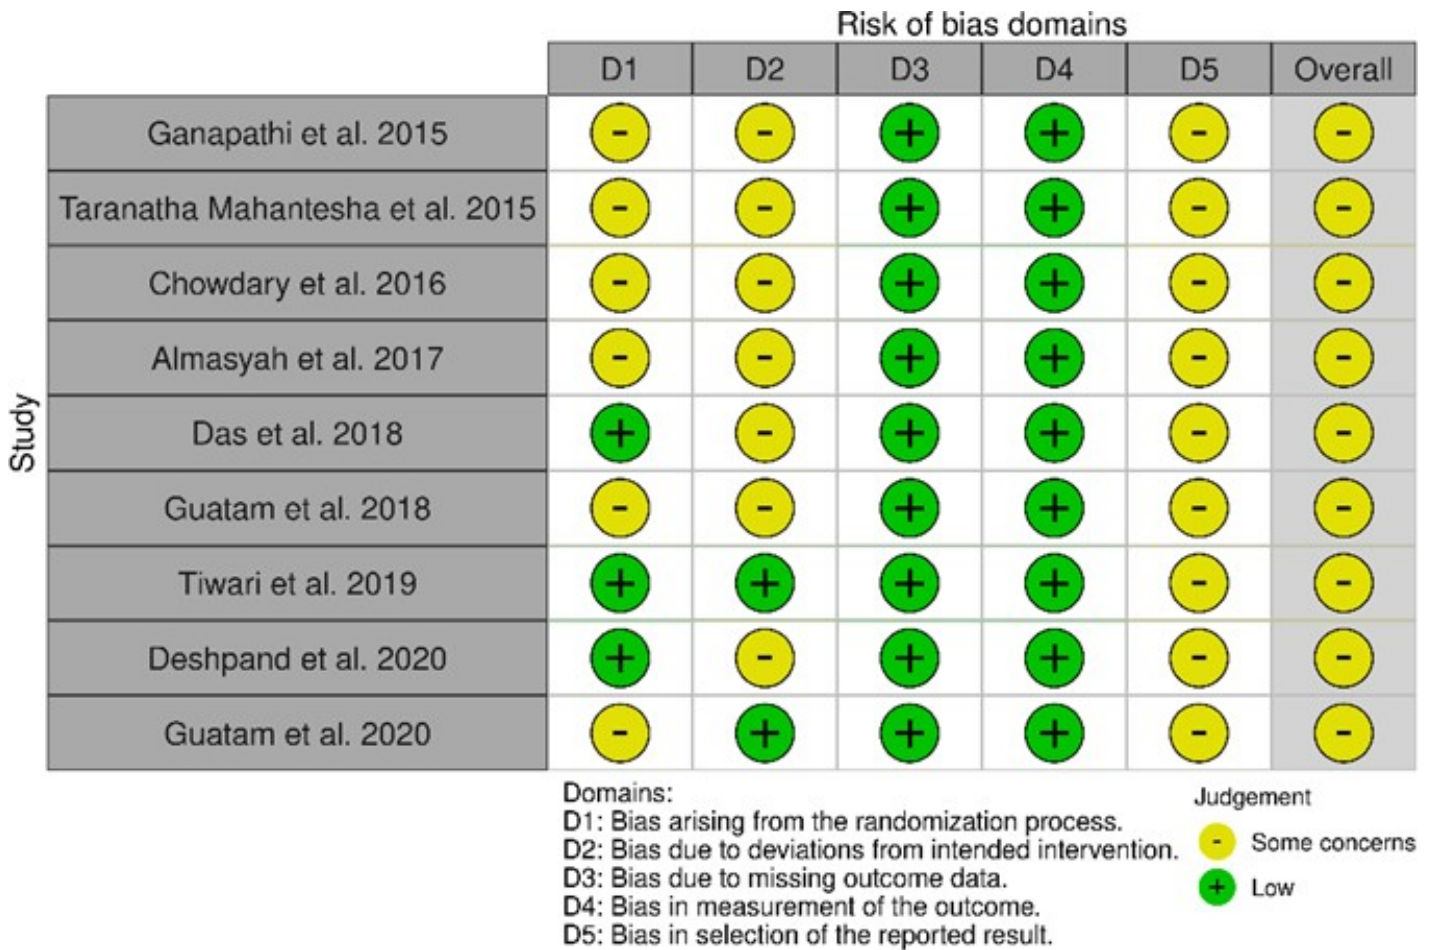 Risk of bias domains
D1 D2 D3 D4 D5 Overall
Study
Ganapathi et al. 2015 - - + + - -
Taranatha Mahantesha et al. 2015 - - + + - -
Chowdary et al. 2016 - - + + - -
Almasyah et al. 2017 - - + + - -
Das et al. 2018 + - + + - -
Guatam et al. 2018 - - + + - -
Tiwari et al. 2019 + + + + - -
Deshpand et al. 2020 + - + + - -
Guatam et al. 2020 - + + + - -
Domains:
D1: Bias arising from the randomization process.
D2: Bias due to deviations from intended intervention.
D3: Bias due to missing outcome data.
D4: Bias in measurement of the outcome.
D5: Bias in selection of the reported result.
Judgement
- Some concerns
+ Low